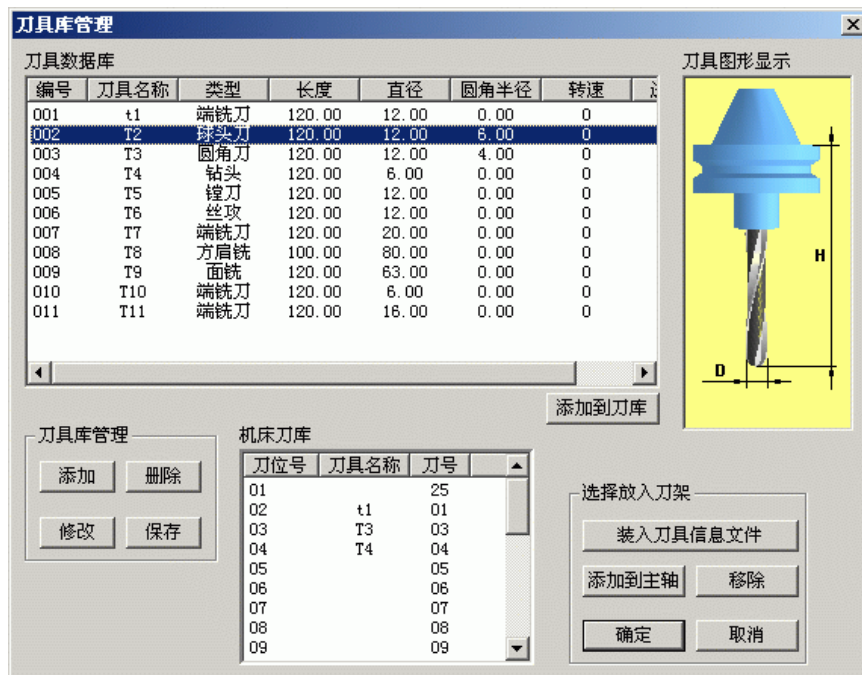 刀具库管理
刀具数据库
编号 刀具名称 类型 长度 直径 圆角半径 转速
001 t1 端铣刀 120.00 12.00 0.00 0
002 T2 球头刀 120.00 12.00 6.00 0
003 T3 圆角刀 120.00 12.00 4.00 0
004 T4 钻头 120.00 6.00 0.00 0
005 T5 镗刀 120.00 12.00 0.00 0
006 T6 丝攻 120.00 12.00 0.00 0
007 T7 端铣刀 120.00 20.00 0.00 0
008 T8 方肩铣 100.00 80.00 0.00 0
009 T9 面铣 120.00 63.00 0.00 0
010 T10 端铣刀 120.00 6.00 0.00 0
011 T11 端铣刀 120.00 16.00 0.00 0
刀具图形显示
H
D
添加到刀库
刀具库管理
添加 删除
修改 保存
机床刀库
刀位号 刀具名称 刀号
01 25
02 t1 01
03 T3 03
04 T4 04
05 05
06 06
07 07
08 08
09 09
选择放入刀架
装入刀具信息文件
添加到主轴 移除
确定 取消